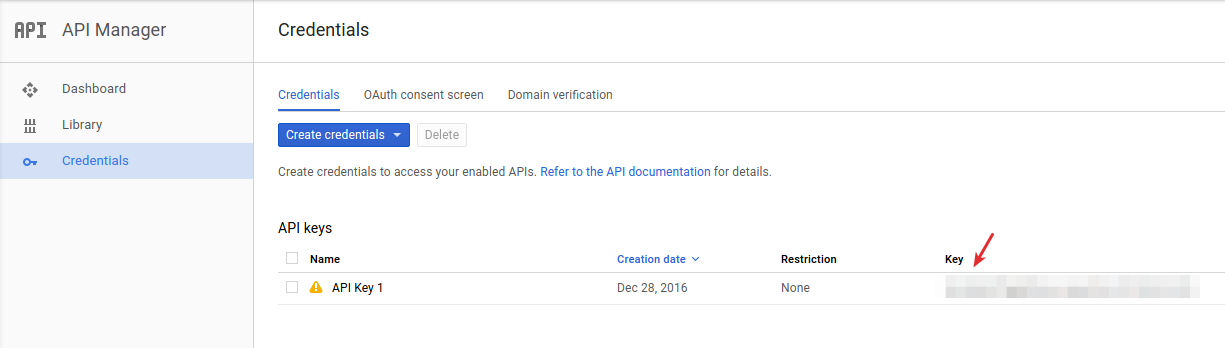 API API Manager
Credentials
Dashboard
Library
Credentials
Credentials OAuth consent screen Domain verification
Create credentials Delete
Create credentials to access your enabled APIs. Refer to the API documentation for details.
API keys
Name Creation date Restriction Key
API Key 1 Dec 28, 2016 None